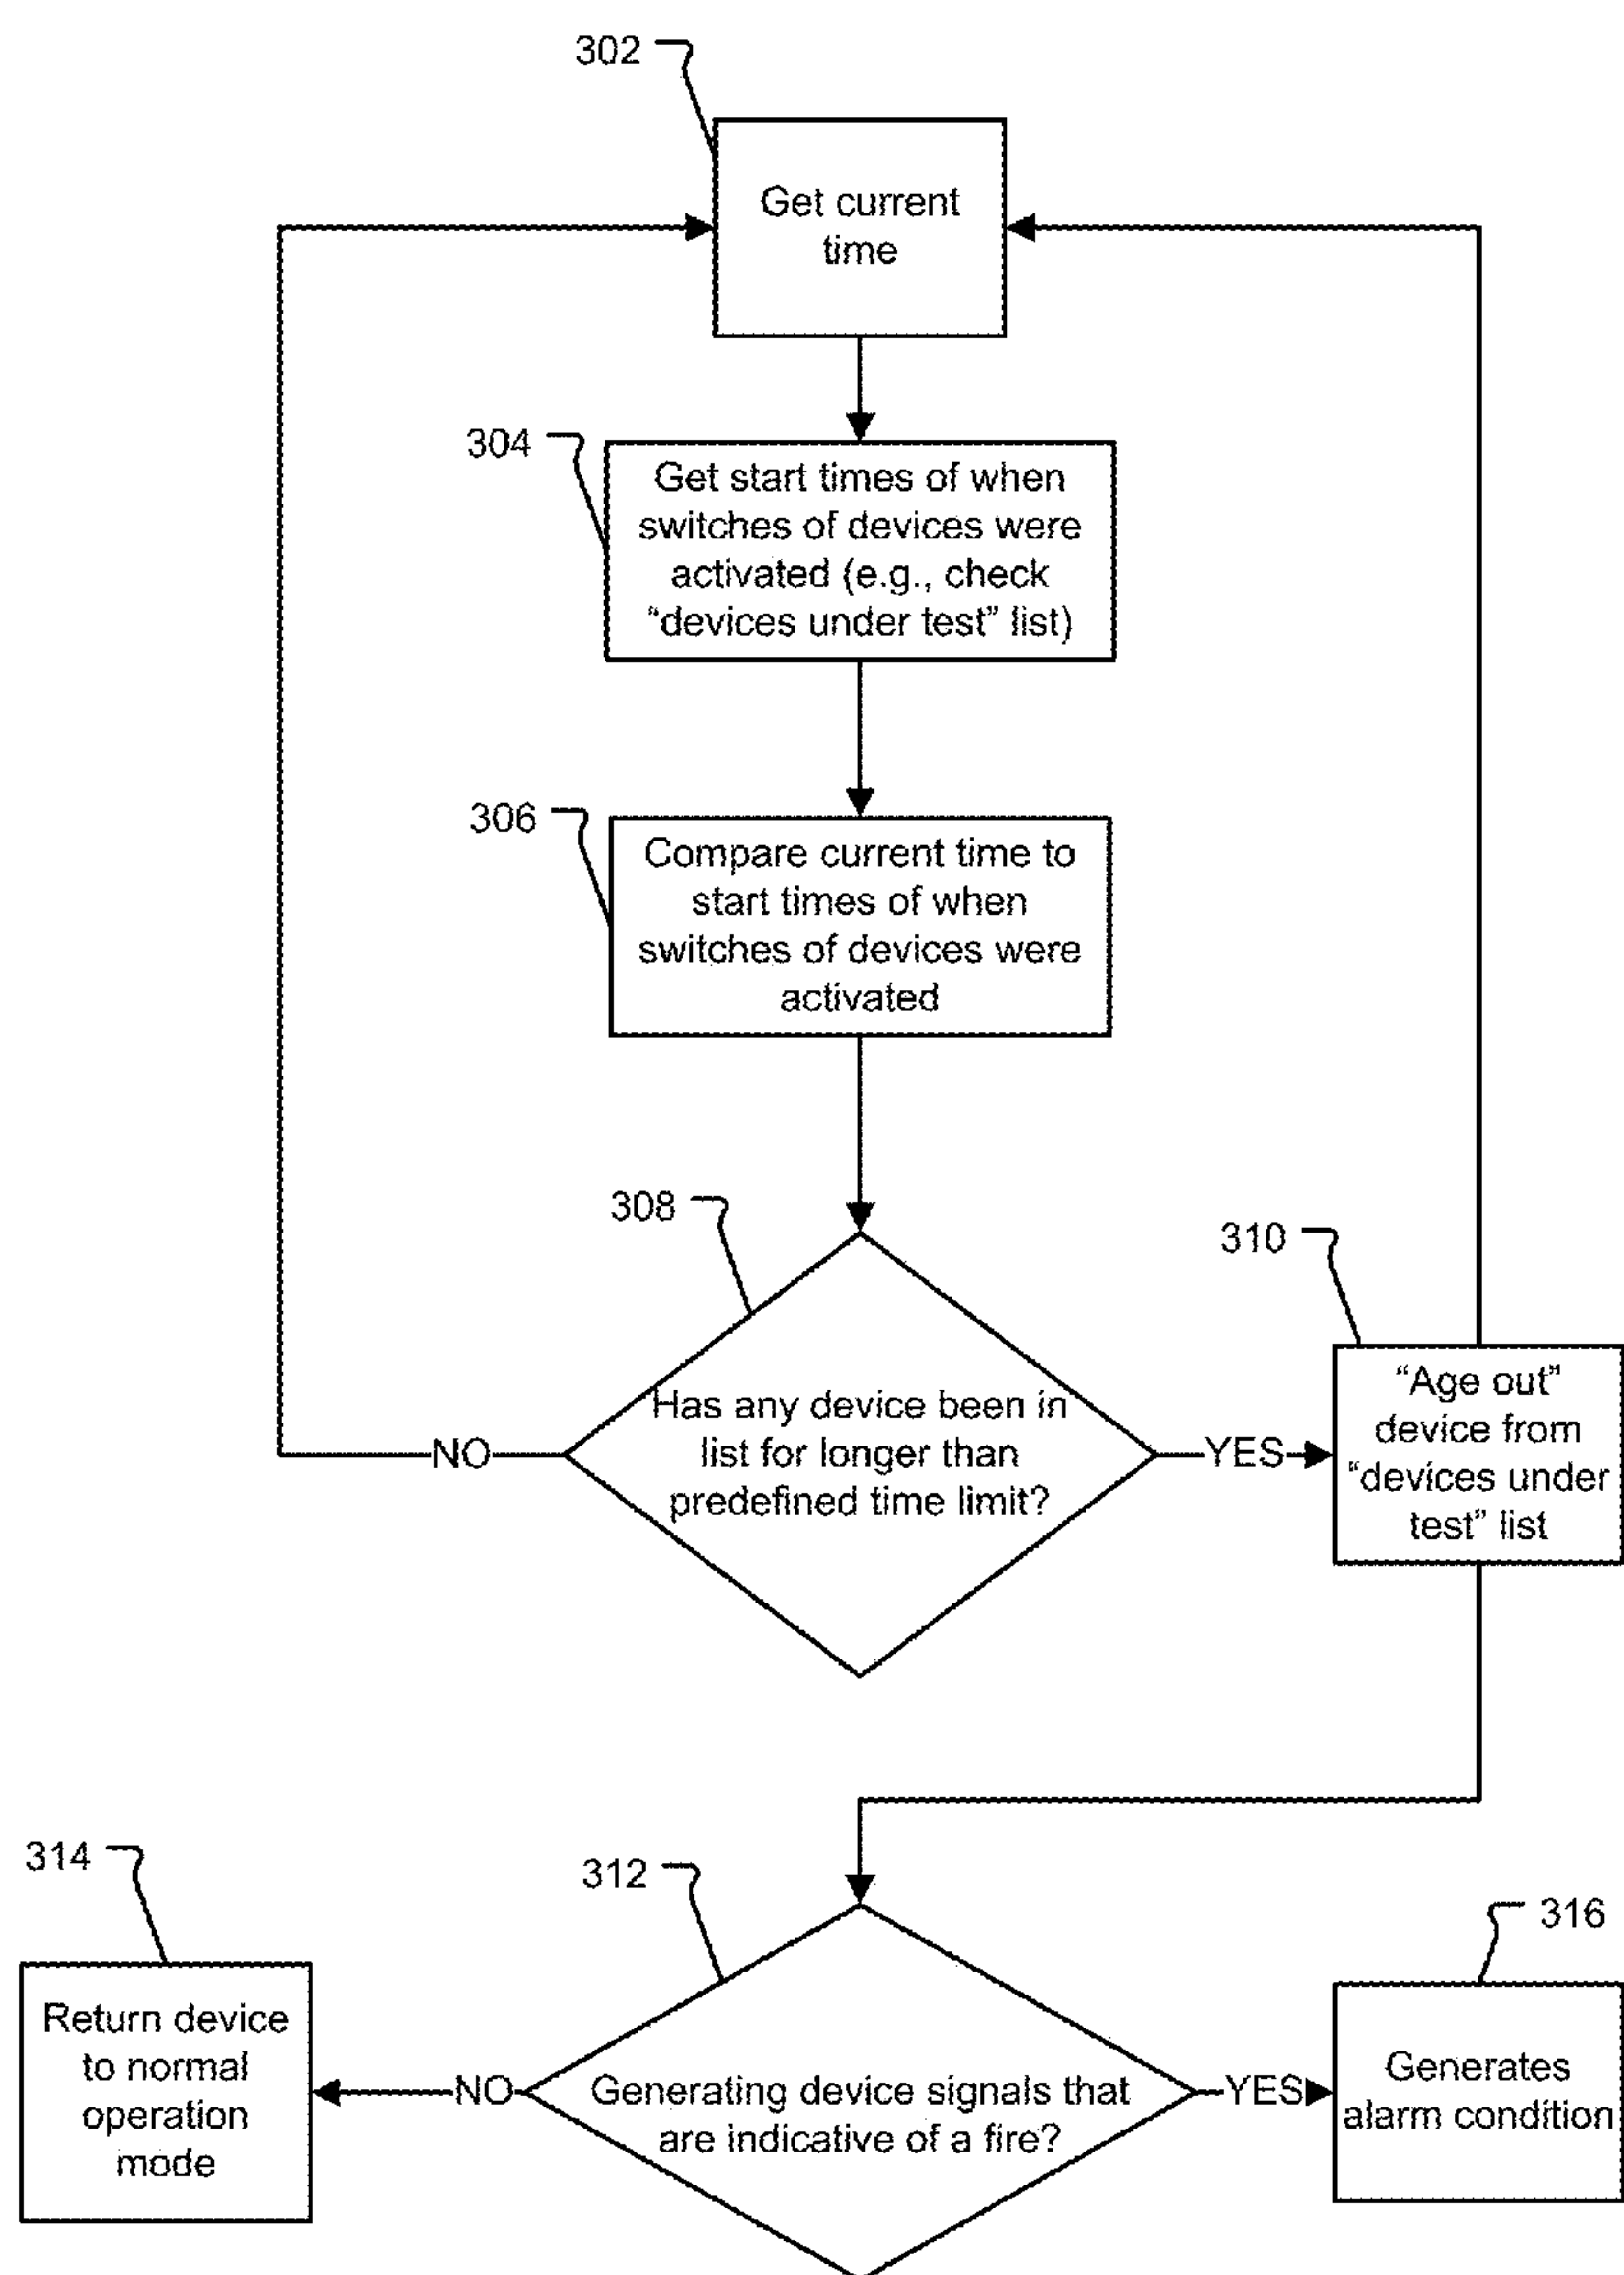 302
Get current
time
304
Get start times of when
switches of devices were
activated (e.g., check
“devices under test” list)
306
Compare current time to
start times of when
switches of devices were
activated
308
310
Has any device been in
list for longer than
predefined time limit?
NO
YES
“Age out”
device from
“devices under
test” list
314
312
316
Return device
to normal
operation
mode
NO
Generating device signals that
are indicative of a fire?
YES
Generates
alarm condition